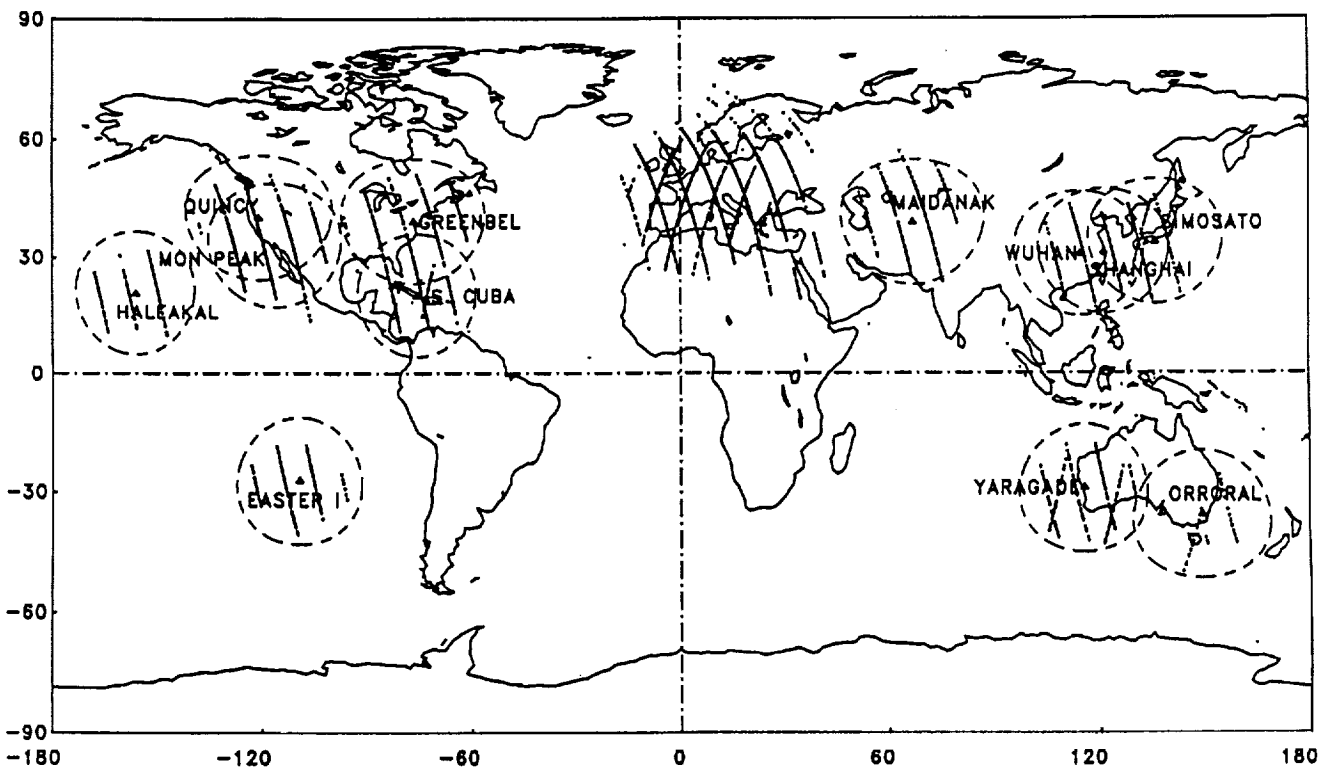 90
60
30
0
-30
-60
-90
-180
-120
-60
0
60
120
180
QUINCY
MON PEAK
HALEAKAL
GREENBEL
S. CUBA
EASTER I
MAIDANAK
WUHAN
SHANGHAI
SIMOSATO
YARAGADE
ORRORAL